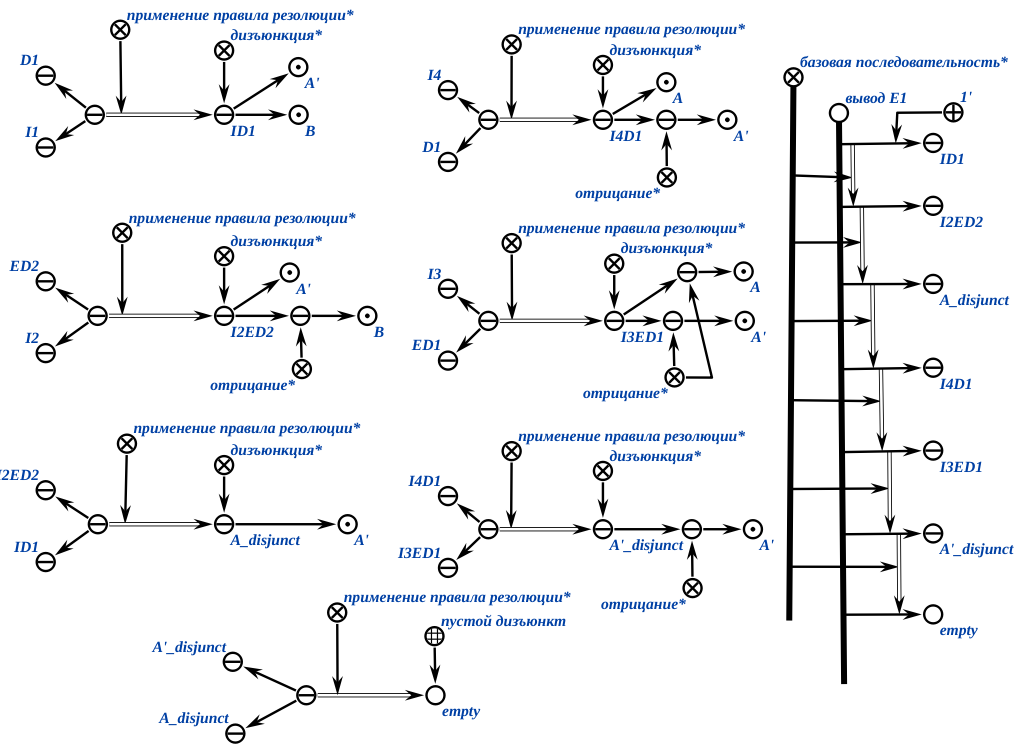 применение правила резолюции*
дизъюнкция*
D1
A'
I1
ID1
B
применение правила резолюции*
дизъюнкция*
I4
A
D1
I4D1
A'
отрицание*
применение правила резолюции*
дизъюнкция*
ED2
A'
I2
I2ED2
B
отрицание*
применение правила резолюции*
дизъюнкция*
I3
A
ED1
I3ED1
A'
отрицание*
применение правила резолюции*
дизъюнкция*
I2ED2
ID1
A_disjunct
A'
применение правила резолюции*
дизъюнкция*
I4D1
I3ED1
A'_disjunct
A'
отрицание*
применение правила резолюции*
пустой дизъюнкт
A'_disjunct
A_disjunct
empty
базовая последовательность*
вывод E1
1'
ID1
I2ED2
A_disjunct
I4D1
I3ED1
A'_disjunct
empty